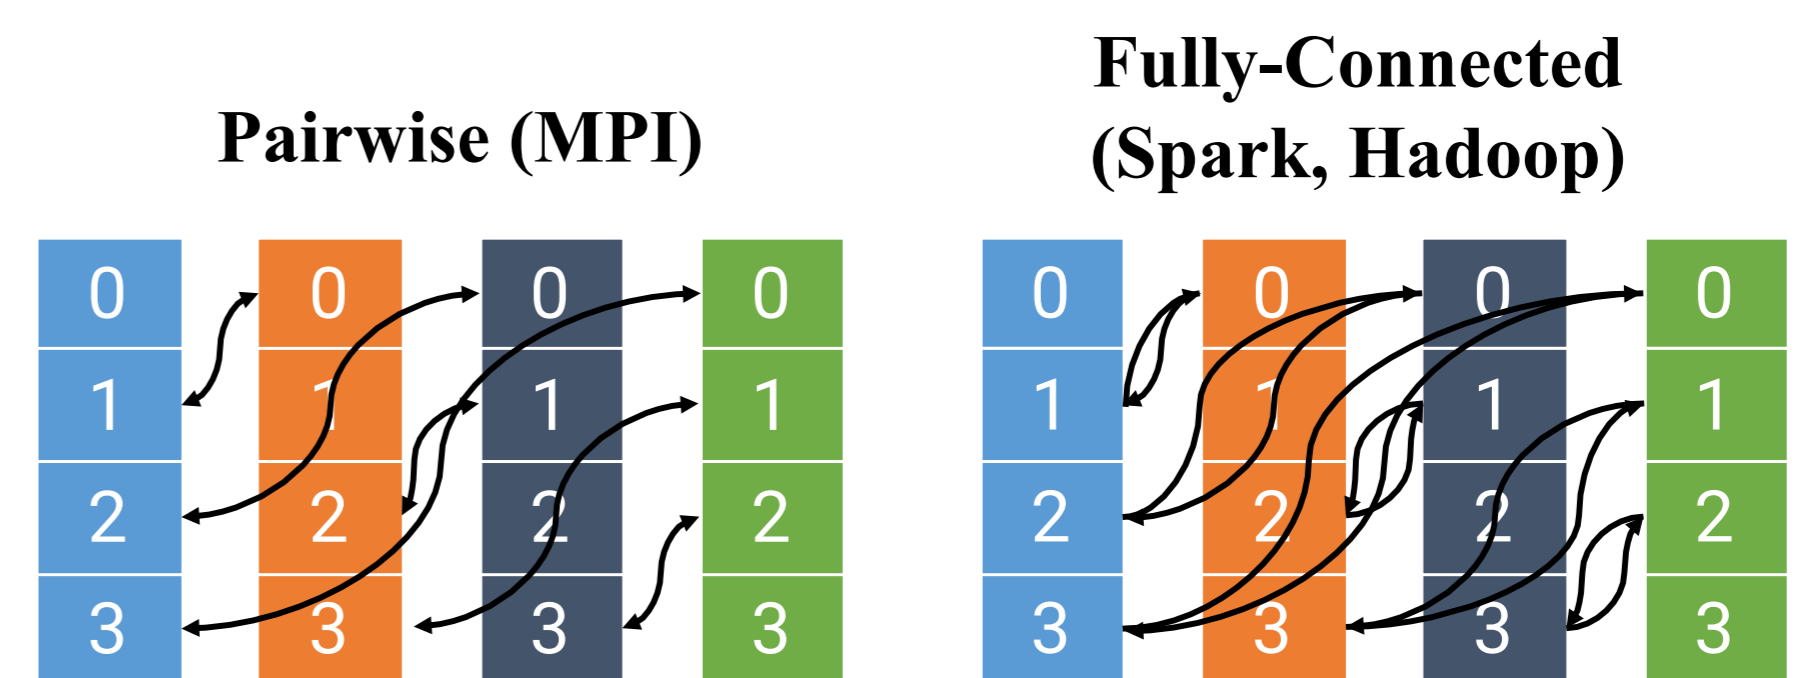 Pairwise (MPI)
Fully-Connected
(Spark, Hadoop)
0 0 0 0
1 1 1 1
2 2 2 2
3 3 3 3
0 0 0 0
1 1 1 1
2 2 2 2
3 3 3 3